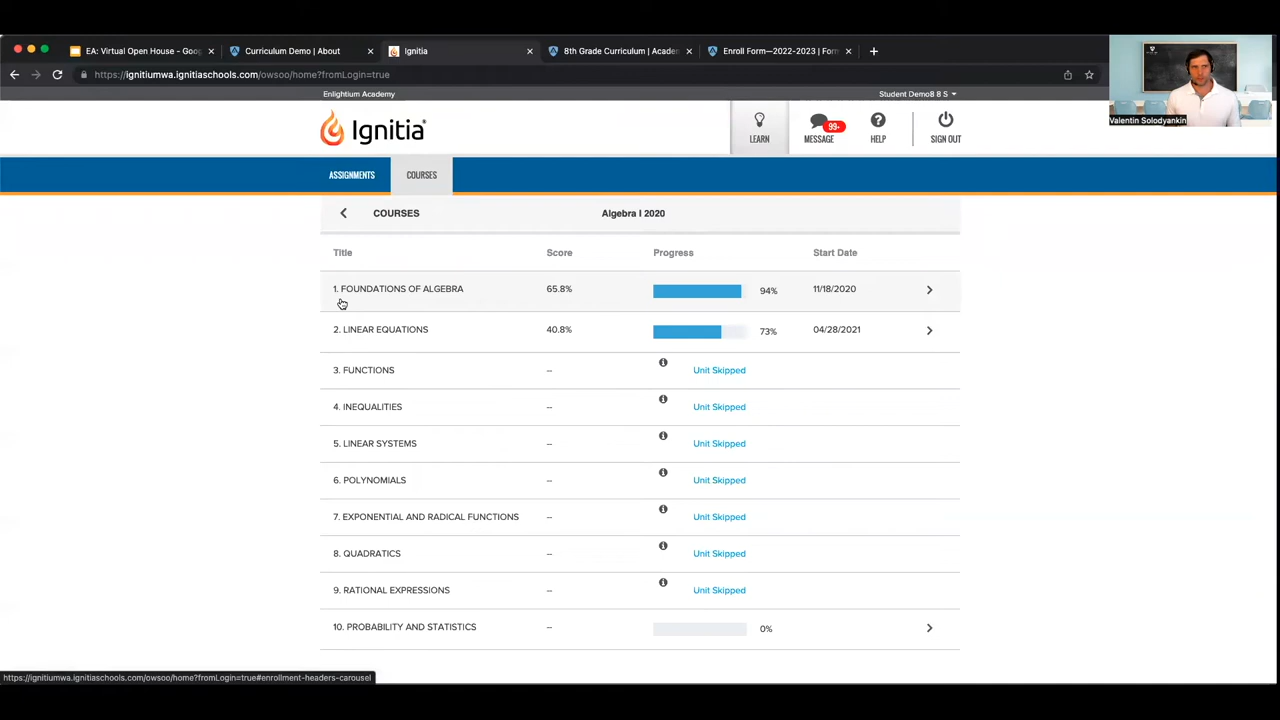 EA: Virtual Open House - Goo
Curriculum Demo | About
Ignitia
8th Grade Curriculum | Acade
Enroll Form—2022-2023 | For
https://ignitiumwa.ignitiaschools.com/owsoo/home?fromLogin=true
Valentin Solodyankin
Enlightium Academy
Student Demo8 8 S
Ignitia
LEARN
99+
MESSAGE
HELP
SIGN OUT
ASSIGNMENTS
COURSES
COURSES
Algebra I 2020
Title Score Progress Start Date
1. FOUNDATIONS OF ALGEBRA 65.8% 94% 11/18/2020
2. LINEAR EQUATIONS 40.8% 73% 04/28/2021
3. FUNCTIONS -- Unit Skipped
4. INEQUALITIES -- Unit Skipped
5. LINEAR SYSTEMS -- Unit Skipped
6. POLYNOMIALS -- Unit Skipped
7. EXPONENTIAL AND RADICAL FUNCTIONS -- Unit Skipped
8. QUADRATICS -- Unit Skipped
9. RATIONAL EXPRESSIONS -- Unit Skipped
10. PROBABILITY AND STATISTICS -- 0%
https://ignitiumwa.ignitiaschools.com/owsoo/home?fromLogin=true#enrollment-headers-carousel